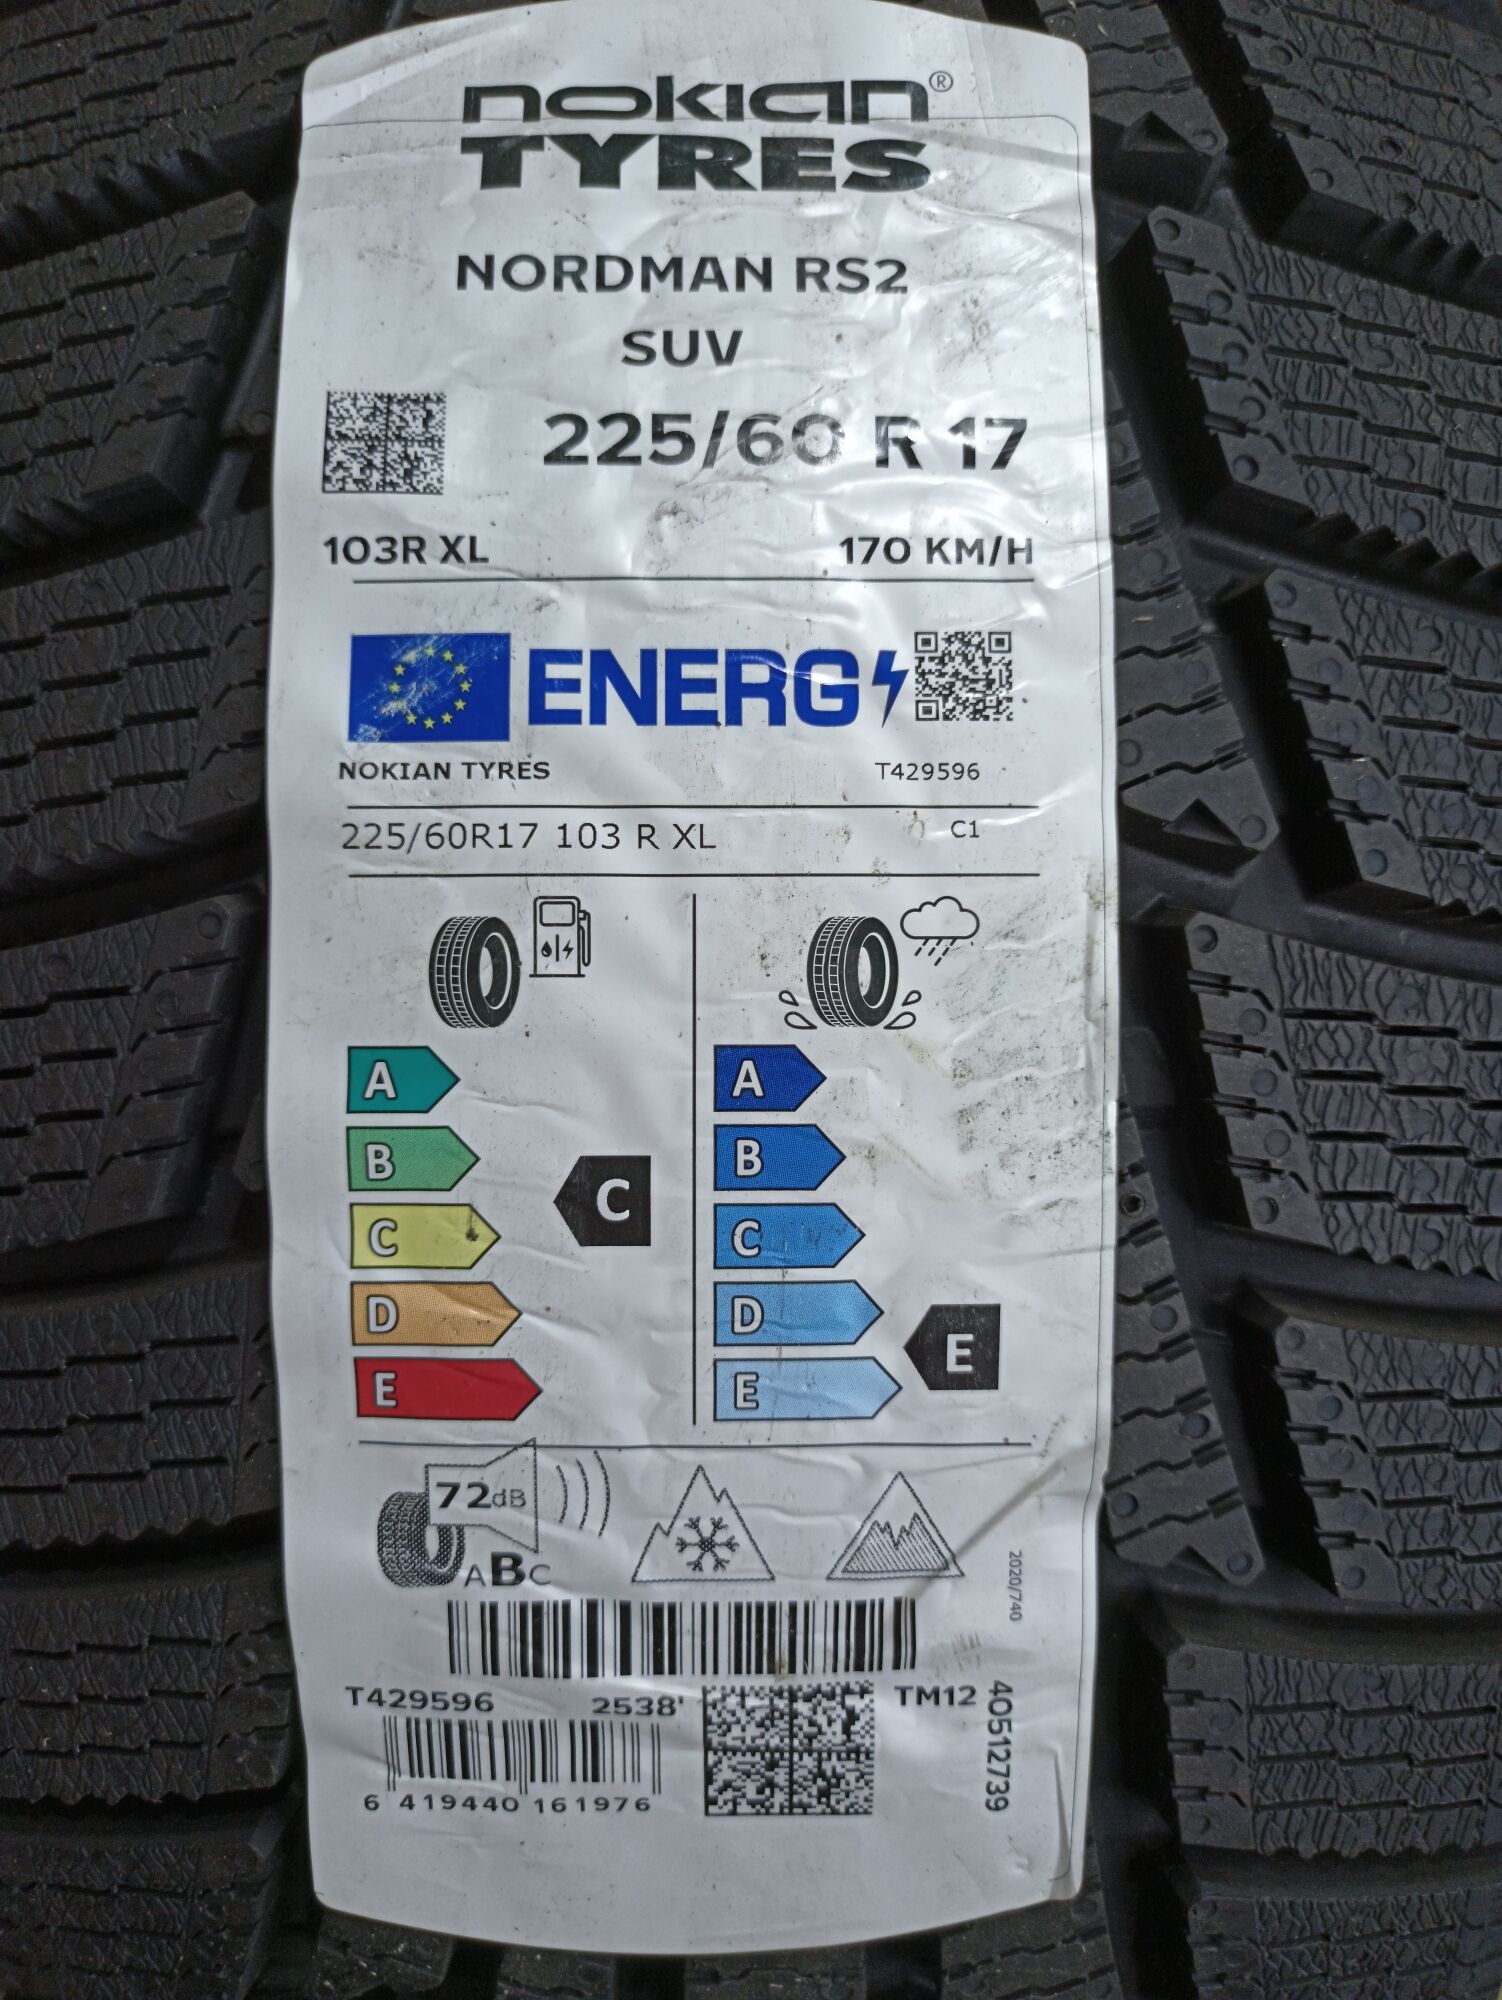 nokian®
TYRES
NORDMAN RS2
SUV
225/60 R 17
103R XL 170 KM/H
ENERG
NOKIAN TYRES T429596
225/60R17 103 R XL C1
A A
B B
C C
C
D D
E
E E
72dB
ABC
2020/740
T429596 2538' TM12
40512739
6 419440 161976